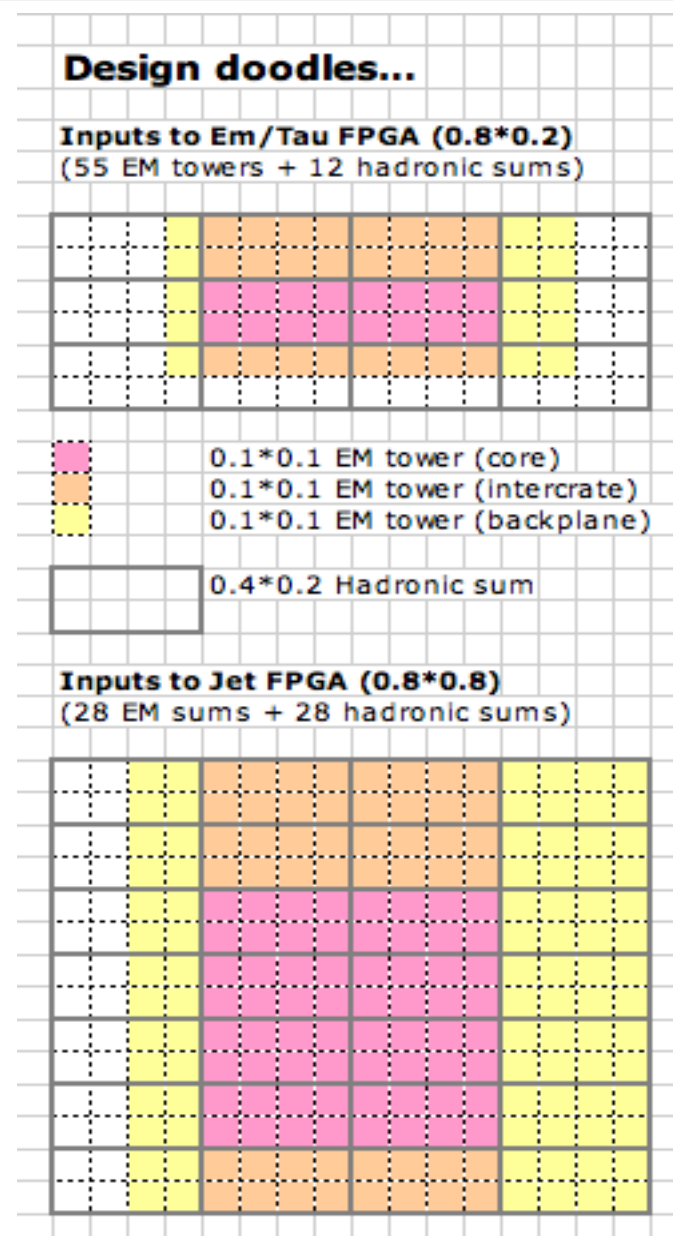 Design doodles...
Inputs to Em/Tau FPGA (0.8*0.2)
(55 EM towers + 12 hadronic sums)
0.1*0.1 EM tower (core)
0.1*0.1 EM tower (intercrate)
0.1*0.1 EM tower (backplane)
0.4*0.2 Hadronic sum
Inputs to Jet FPGA (0.8*0.8)
(28 EM sums + 28 hadronic sums)